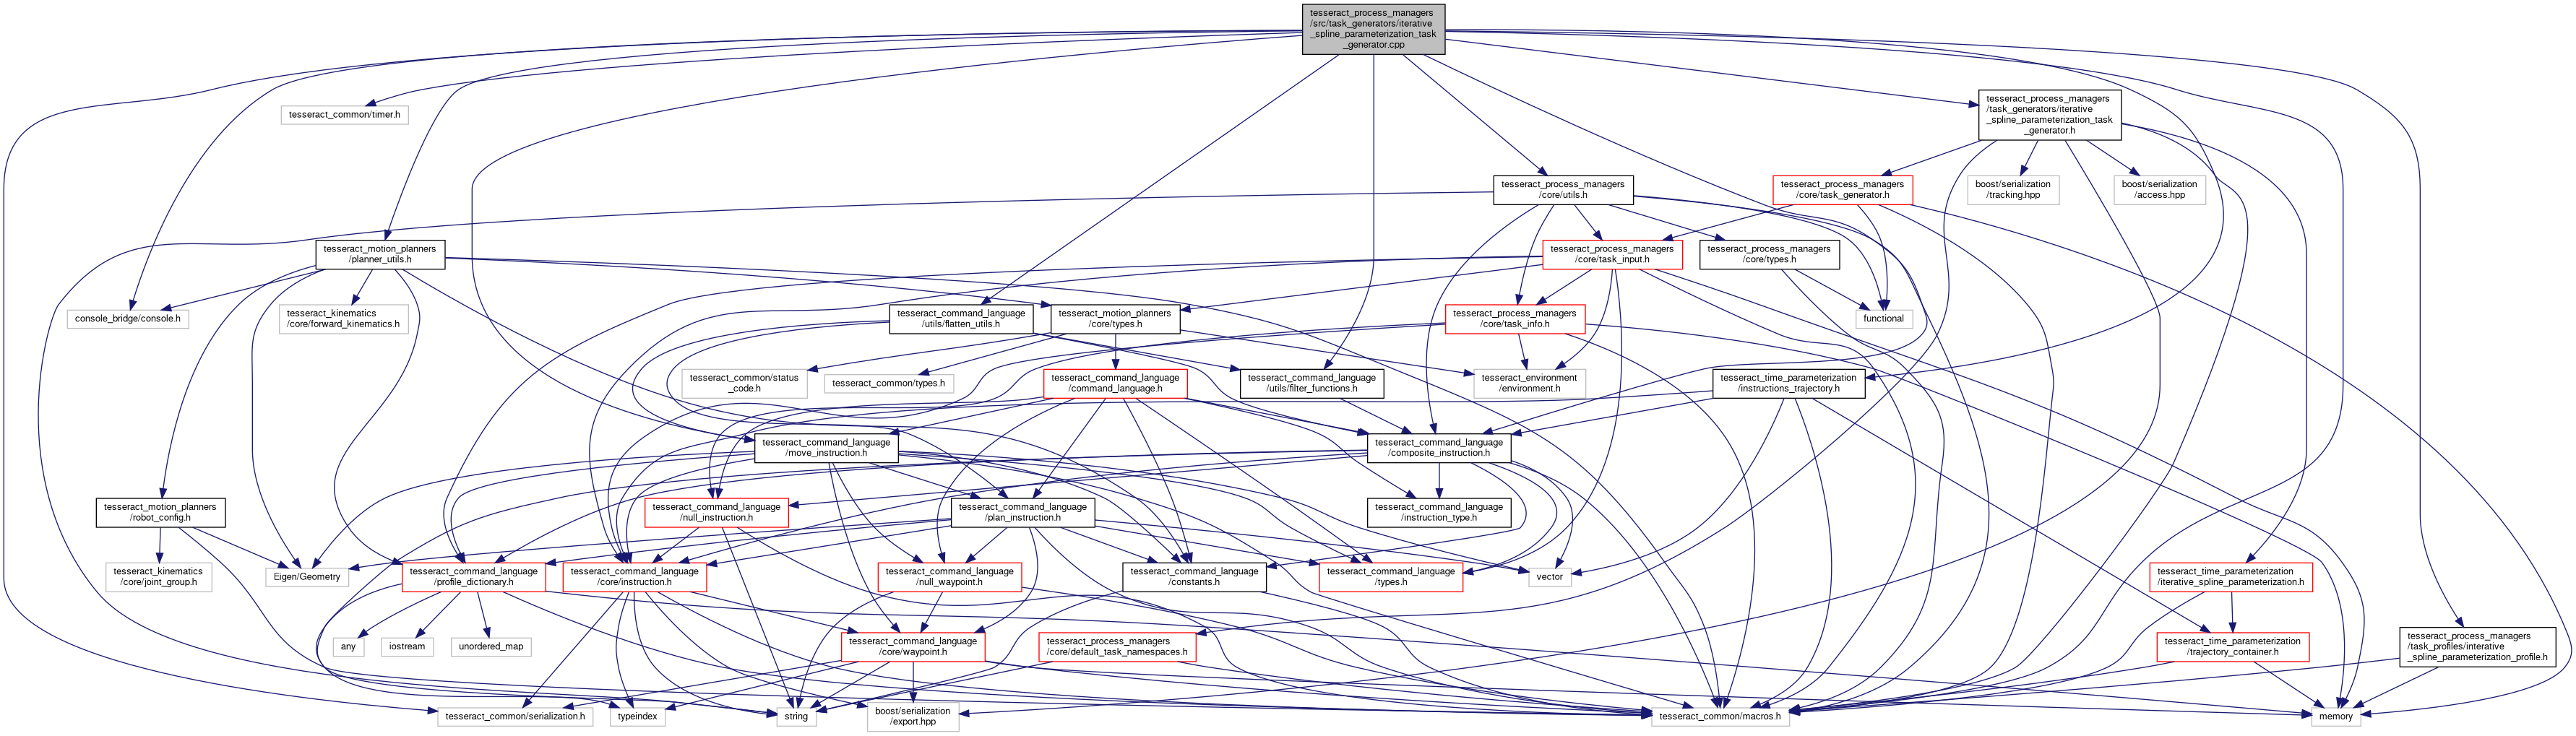 tesseract_process_managers
/src/task_generators/iterative
_spline_parameterization_task
_generator.cpp
tesseract_common/timer.h
tesseract_process_managers
/task_generators/iterative
_spline_parameterization_task
_generator.h
tesseract_process_managers
/core/utils.h
tesseract_process_managers
/core/task_generator.h
boost/serialization
/tracking.hpp
boost/serialization
/access.hpp
tesseract_motion_planners
/planner_utils.h
tesseract_process_managers
/core/task_input.h
tesseract_process_managers
/core/types.h
console_bridge/console.h
tesseract_kinematics
/core/forward_kinematics.h
tesseract_command_language
/utils/flatten_utils.h
tesseract_motion_planners
/core/types.h
tesseract_process_managers
/core/task_info.h
functional
tesseract_common/status
_code.h
tesseract_common/types.h
tesseract_command_language
/command_language.h
tesseract_command_language
/utils/filter_functions.h
tesseract_environment
/environment.h
tesseract_time_parameterization
/instructions_trajectory.h
tesseract_command_language
/move_instruction.h
tesseract_command_language
/composite_instruction.h
tesseract_motion_planners
/robot_config.h
tesseract_command_language
/null_instruction.h
tesseract_command_language
/plan_instruction.h
tesseract_command_language
/instruction_type.h
tesseract_kinematics
/core/joint_group.h
Eigen/Geometry
tesseract_command_language
/profile_dictionary.h
tesseract_command_language
/core/instruction.h
tesseract_command_language
/null_waypoint.h
tesseract_command_language
/constants.h
tesseract_command_language
/types.h
vector
tesseract_time_parameterization
/iterative_spline_parameterization.h
any
iostream
unordered_map
tesseract_command_language
/core/waypoint.h
tesseract_process_managers
/core/default_task_namespaces.h
tesseract_time_parameterization
/trajectory_container.h
tesseract_process_managers
/task_profiles/interative
_spline_parameterization_profile.h
tesseract_common/serialization.h
typeindex
string
boost/serialization
/export.hpp
tesseract_common/macros.h
memory